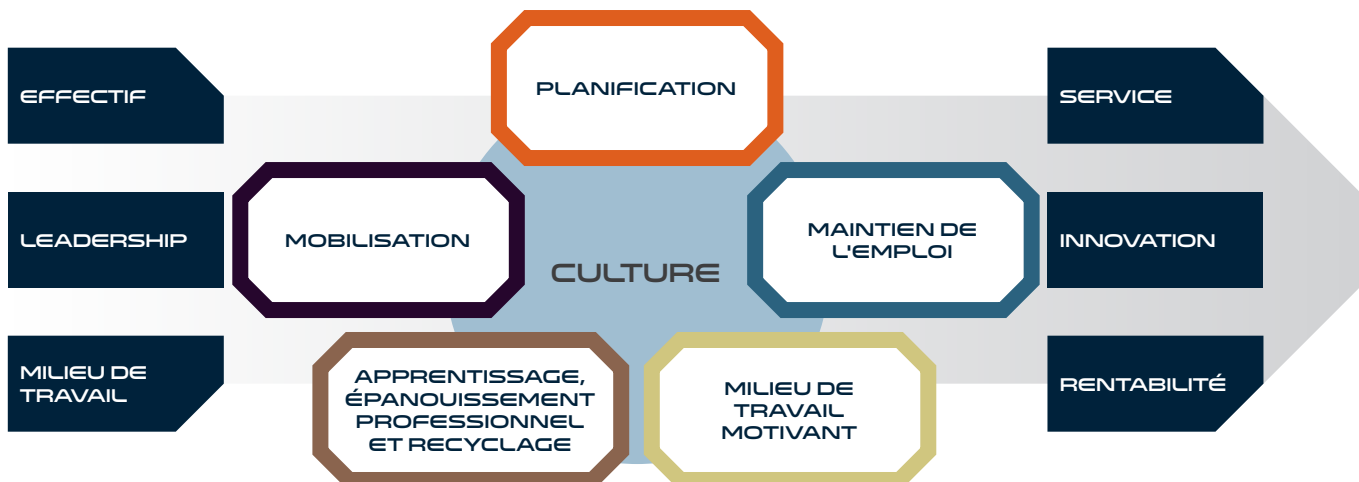 EFFECTIF
LEADERSHIP
MILIEU DE
TRAVAIL
PLANIFICATION
MOBILISATION
CULTURE
MAINTIEN DE
L'EMPLOI
APPRENTISSAGE,
ÉPANOUISSEMENT
PROFESSIONNEL
ET RECYCLAGE
MILIEU DE
TRAVAIL
MOTIVANT
SERVICE
INNOVATION
RENTABILITÉ